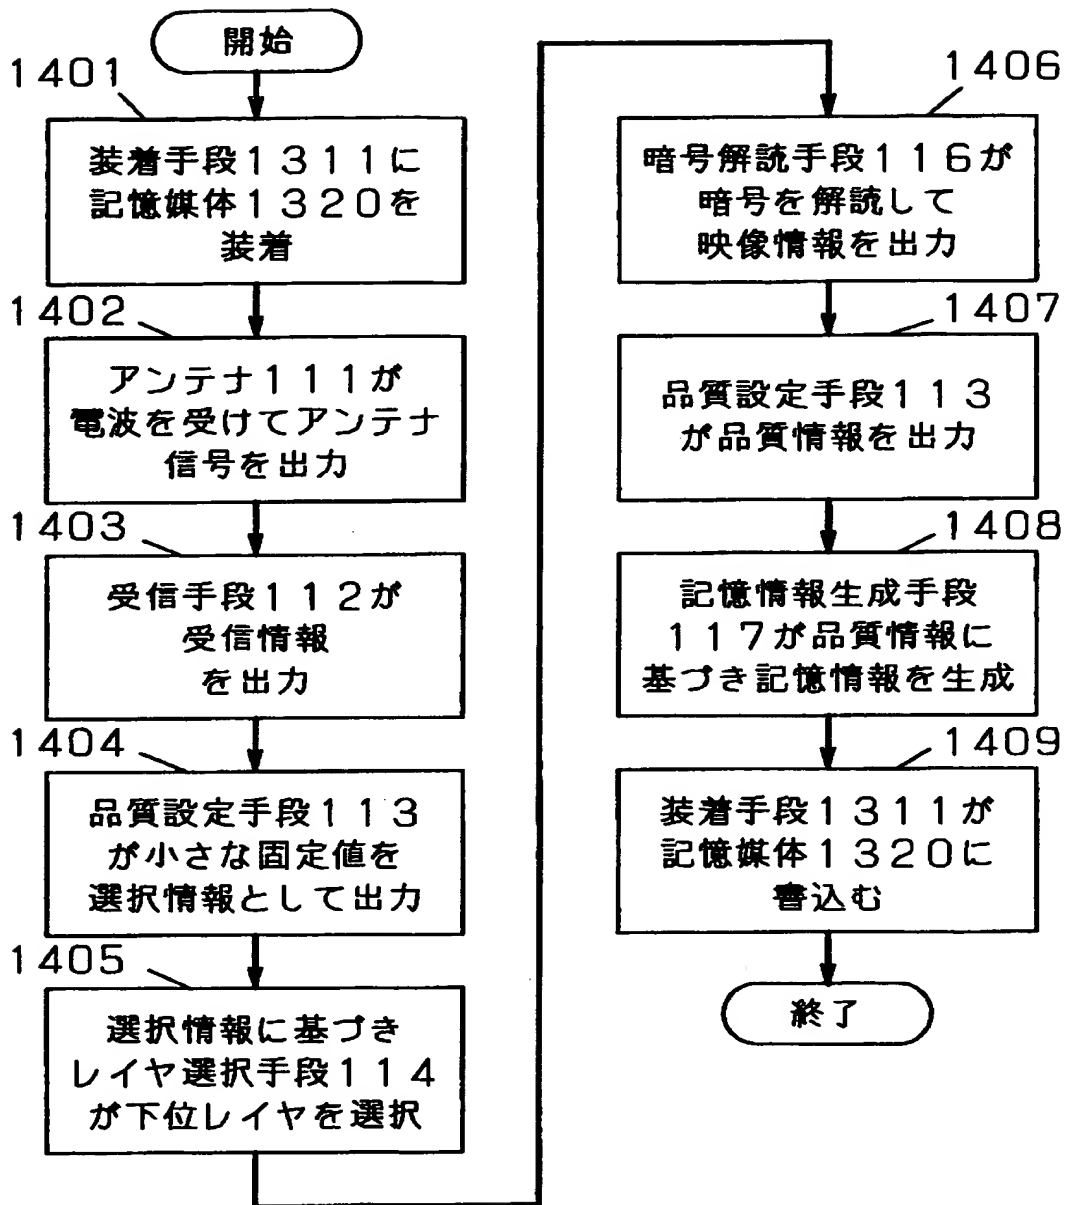 開始
1401
装着手段1311に
記憶媒体1320を
装着
1402
アンテナ111が
電波を受けてアンテナ
信号を出力
1403
受信手段112が
受信情報
を出力
1404
品質設定手段113
が小さな固定値を
選択情報として出力
1405
選択情報に基づき
レイヤ選択手段114
が下位レイヤを選択
1406
暗号解読手段116が
暗号を解読して
映像情報を出力
1407
品質設定手段113
が品質情報を出力
1408
記憶情報生成手段
117が品質情報に
基づき記憶情報を生成
1409
装着手段1311が
記憶媒体1320に
書込む
終了